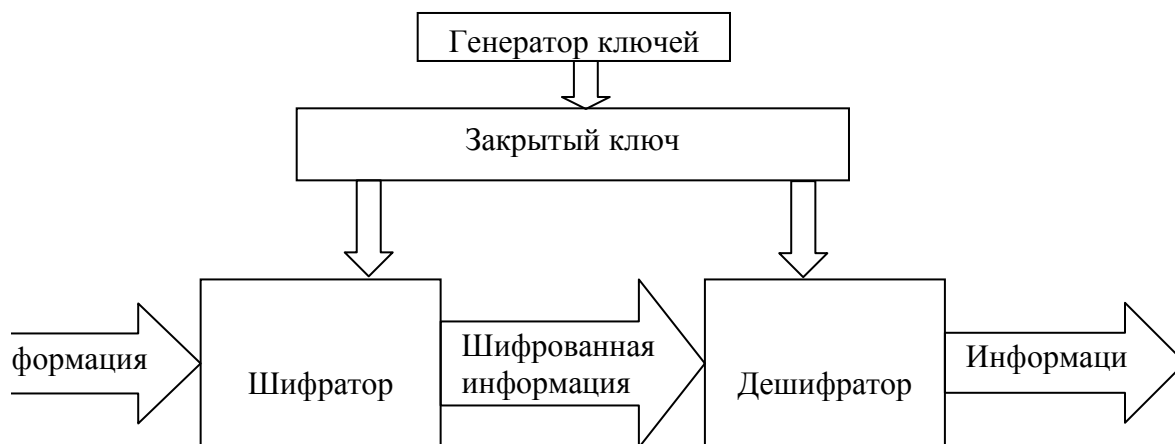 Генератор ключей
Закрытый ключ
формация
Шифратор
Шифрованная
информация
Дешифратор
Информаци